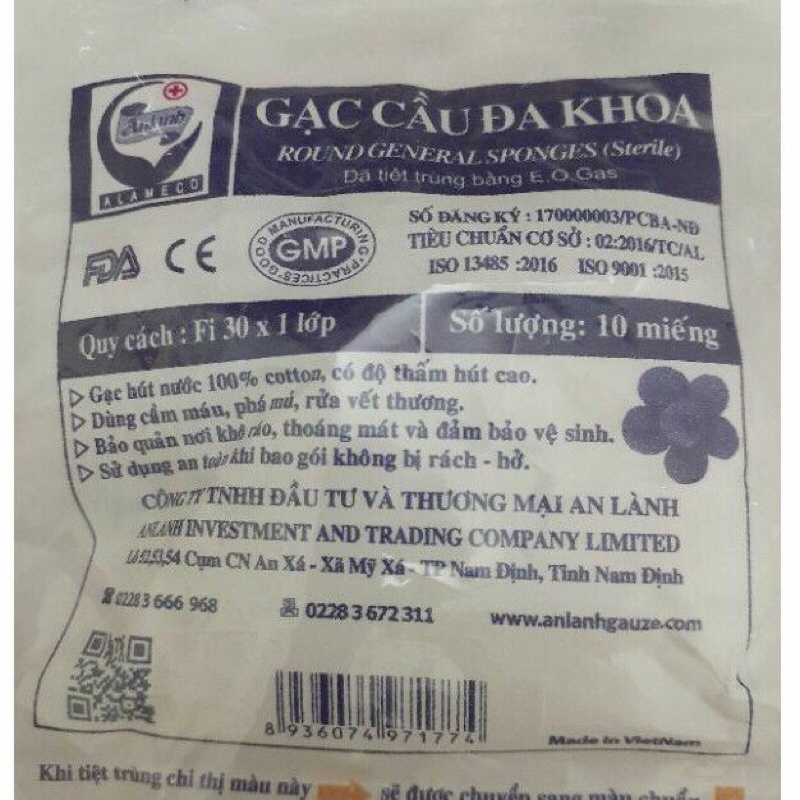 Anlanh
ALAMECO
GẠC CẦU ĐA KHOA
ROUND GENERAL SPONGES (Sterile)
Đã tiệt trùng bằng E.O.Gas
FDA CE
GOOD MANUFACTURING PRACTICES
GMP
SỐ ĐĂNG KÝ : 170000003/PCBA-NĐ
TIÊU CHUẨN CƠ SỞ : 02:2016/TC/AL
ISO 13485 :2016 ISO 9001 :2015
Quy cách : Fi 30 x 1 lớp
Số lượng: 10 miếng
Gạc hút nước 100% cotton, có độ thấm hút cao.
Dùng cầm máu, phá mủ, rửa vết thương.
Bảo quản nơi khô ráo, thoáng mát và đảm bảo vệ sinh.
Sử dụng an toàn khi bao gói không bị rách - hở.
CÔNG TY TNHH ĐẦU TƯ VÀ THƯƠNG MẠI AN LÀNH
ANLANH INVESTMENT AND TRADING COMPANY LIMITED
Lô 52,53,54 Cụm CN An Xá - Xã Mỹ Xá - TP Nam Định, Tỉnh Nam Định
0228 3 666 968 0228 3 672 311 www.anlanhgauze.com
8 936074 971774
Made in VietNam
Khi tiệt trùng chỉ thị màu này sẽ được chuyển sang màu chuẩn